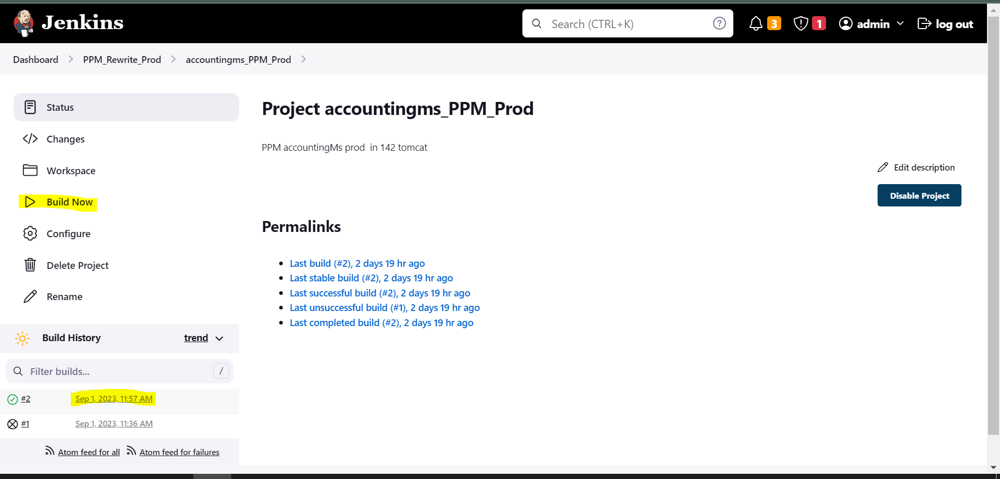 Jenkins
Search (CTRL+K)
?
3
1
admin
log out
Dashboard
PPM_Rewrite_Prod
accountingms_PPM_Prod
Status
Changes
Workspace
Build Now
Configure
Delete Project
Rename
Build History
trend
Filter builds...
/
#2
Sep 1, 2023, 11:57 AM
#1
Sep 1, 2023, 11:36 AM
Atom feed for all
Atom feed for failures
Project accountingms_PPM_Prod
PPM accountingMs prod  in 142 tomcat
Edit description
Disable Project
Permalinks
Last build (#2), 2 days 19 hr ago
Last stable build (#2), 2 days 19 hr ago
Last successful build (#2), 2 days 19 hr ago
Last unsuccessful build (#1), 2 days 19 hr ago
Last completed build (#2), 2 days 19 hr ago